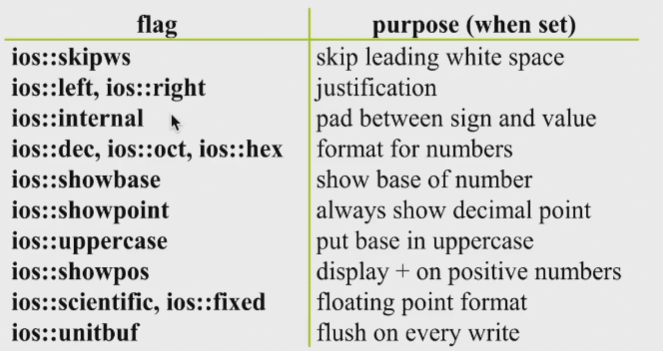 flag purpose (when set)
ios::skipws skip leading white space
ios::left, ios::right justification
ios::internal pad between sign and value
ios::dec, ios::oct, ios::hex format for numbers
ios::showbase show base of number
ios::showpoint always show decimal point
ios::uppercase put base in uppercase
ios::showpos display + on positive numbers
ios::scientific, ios::fixed floating point format
ios::unitbuf flush on every write